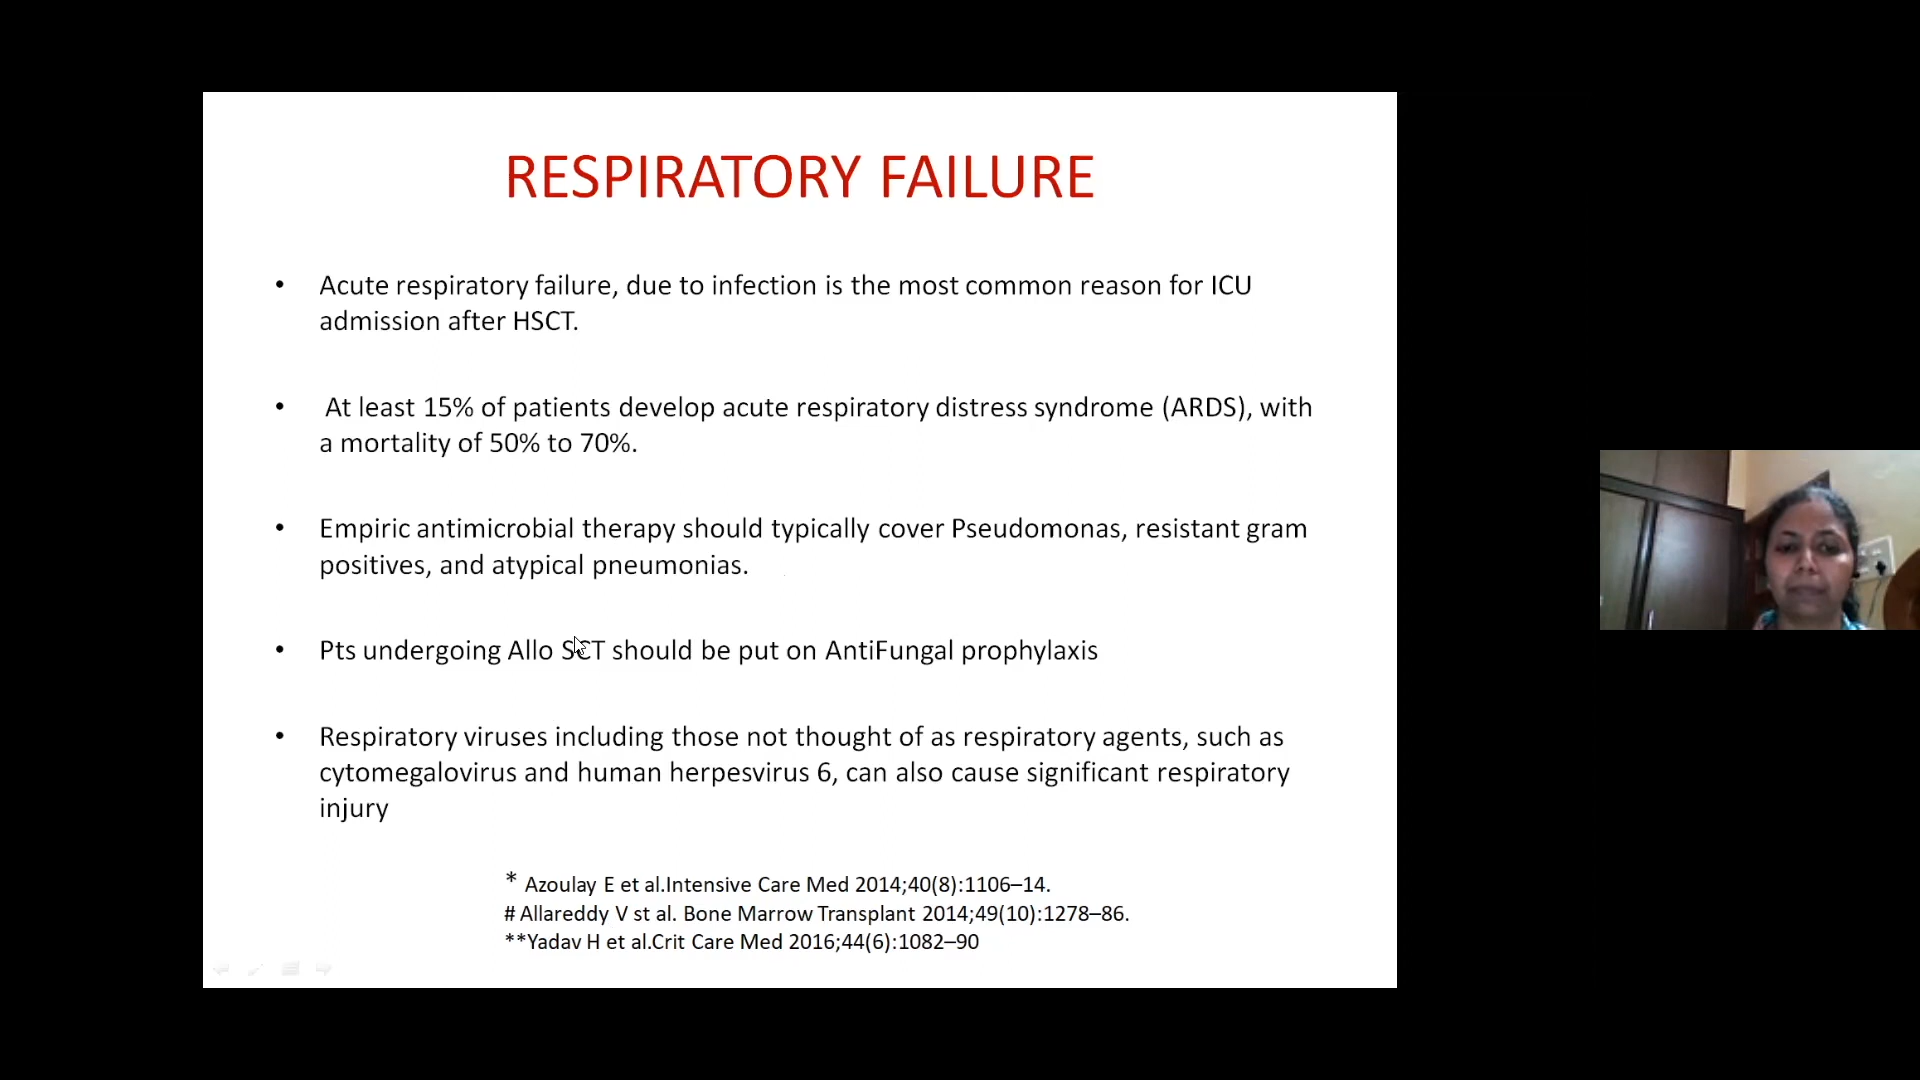 RESPIRATORY FAILURE
• Acute respiratory failure, due to infection is the most common reason for ICU
admission after HSCT.
• At least 15% of patients develop acute respiratory distress syndrome (ARDS), with
a mortality of 50% to 70%.
• Empiric antimicrobial therapy should typically cover Pseudomonas, resistant gram
positives, and atypical pneumonias.
• Pts undergoing Allo SCT should be put on AntiFungal prophylaxis
• Respiratory viruses including those not thought of as respiratory agents, such as
cytomegalovirus and human herpesvirus 6, can also cause significant respiratory
injury
* Azoulay E et al.Intensive Care Med 2014;40(8):1106–14.
# Allareddy V st al. Bone Marrow Transplant 2014;49(10):1278–86.
**Yadav H et al.Crit Care Med 2016;44(6):1082–90